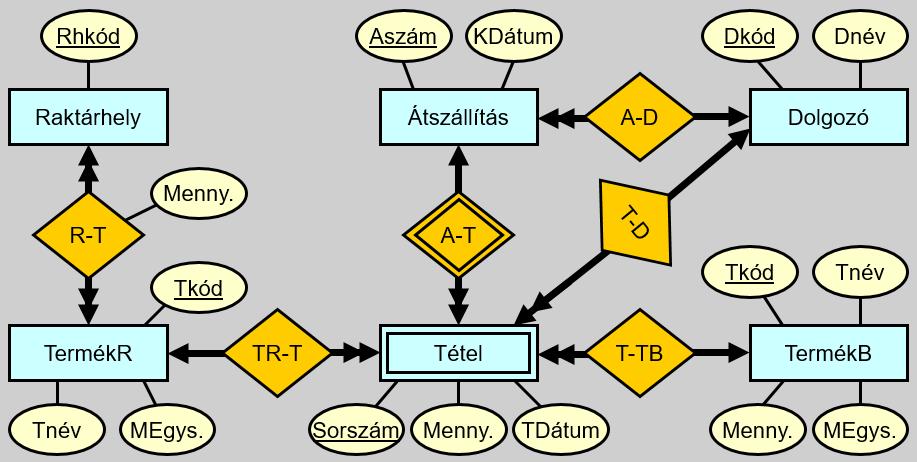 Rhkód
Aszám
KDátum
Dkód
Dnév
Raktárhely
Átszállítás
A-D
Dolgozó
Menny.
R-T
A-T
T-D
Tkód
Tkód
Tnév
TermékR
TR-T
Tétel
T-TB
TermékB
Tnév
MEgys.
Sorszám
Menny.
TDátum
Menny.
MEgys.